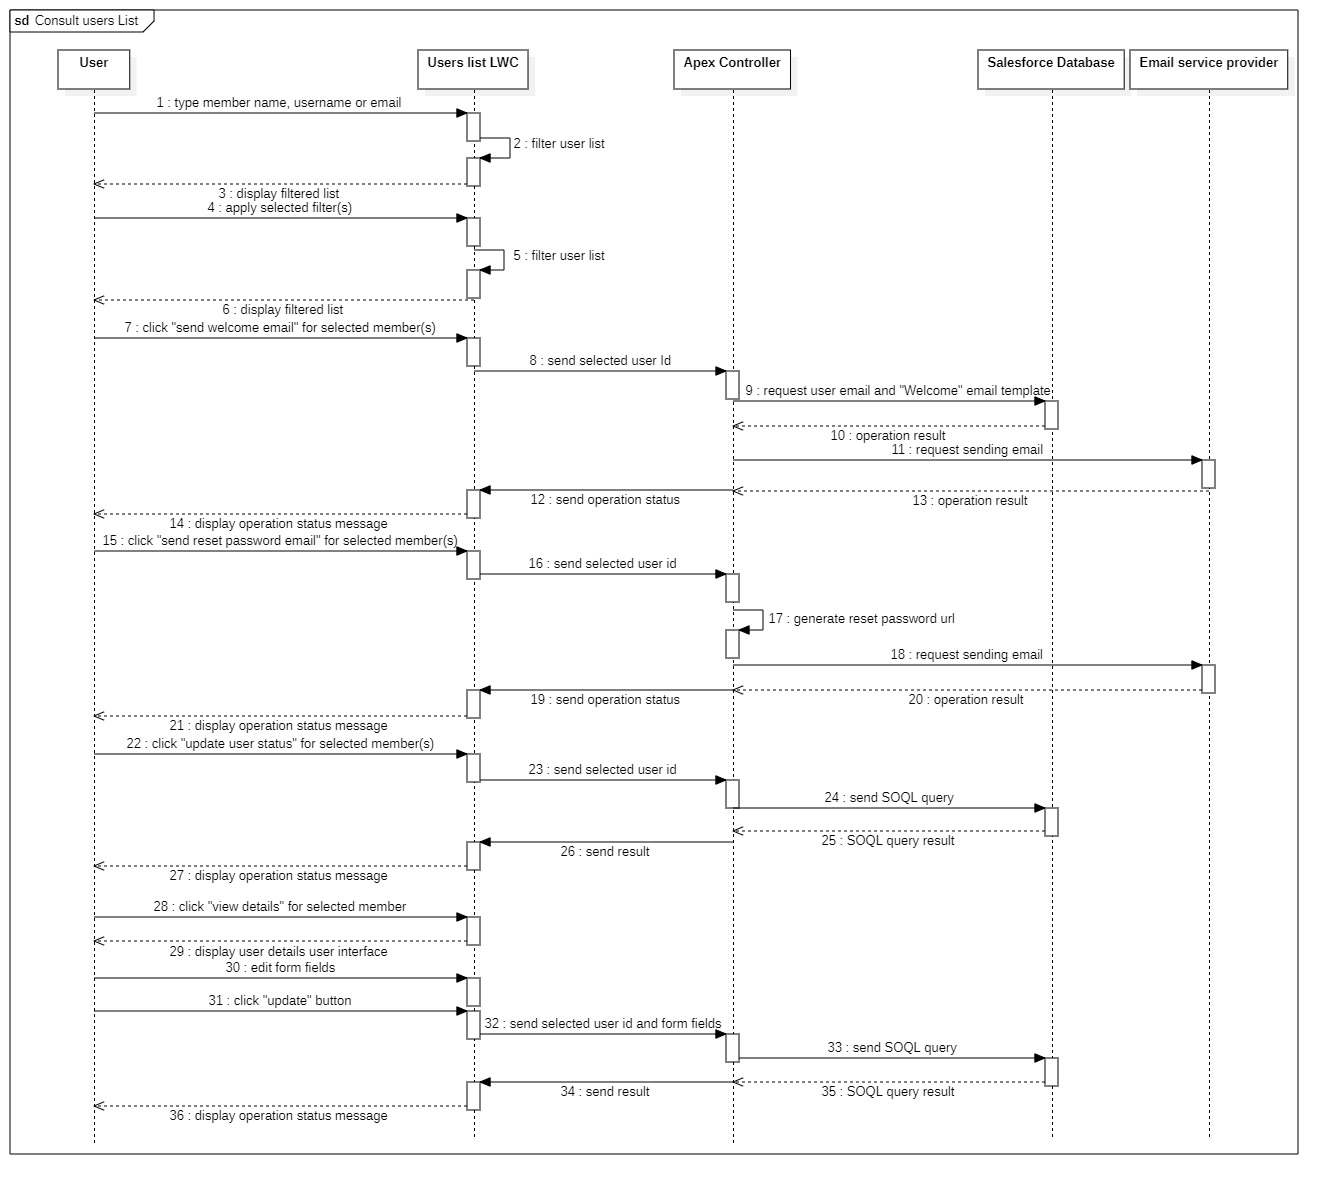 sd Consult users List
User
Users list LWC
Apex Controller
Salesforce Database
Email service provider
1 : type member name, username or email
2 : filter user list
3 : display filtered list
4 : apply selected filter(s)
5 : filter user list
6 : display filtered list
7 : click "send welcome email" for selected member(s)
8 : send selected user Id
9 : request user email and "Welcome" email template
10 : operation result
11 : request sending email
12 : send operation status
13 : operation result
14 : display operation status message
15 : click "send reset password email" for selected member(s)
16 : send selected user id
17 : generate reset password url
18 : request sending email
19 : send operation status
20 : operation result
21 : display operation status message
22 : click "update user status" for selected member(s)
23 : send selected user id
24 : send SOQL query
25 : SOQL query result
26 : send result
27 : display operation status message
28 : click "view details" for selected member
29 : display user details user interface
30 : edit form fields
31 : click "update" button
32 : send selected user id and form fields
33 : send SOQL query
34 : send result
35 : SOQL query result
36 : display operation status message